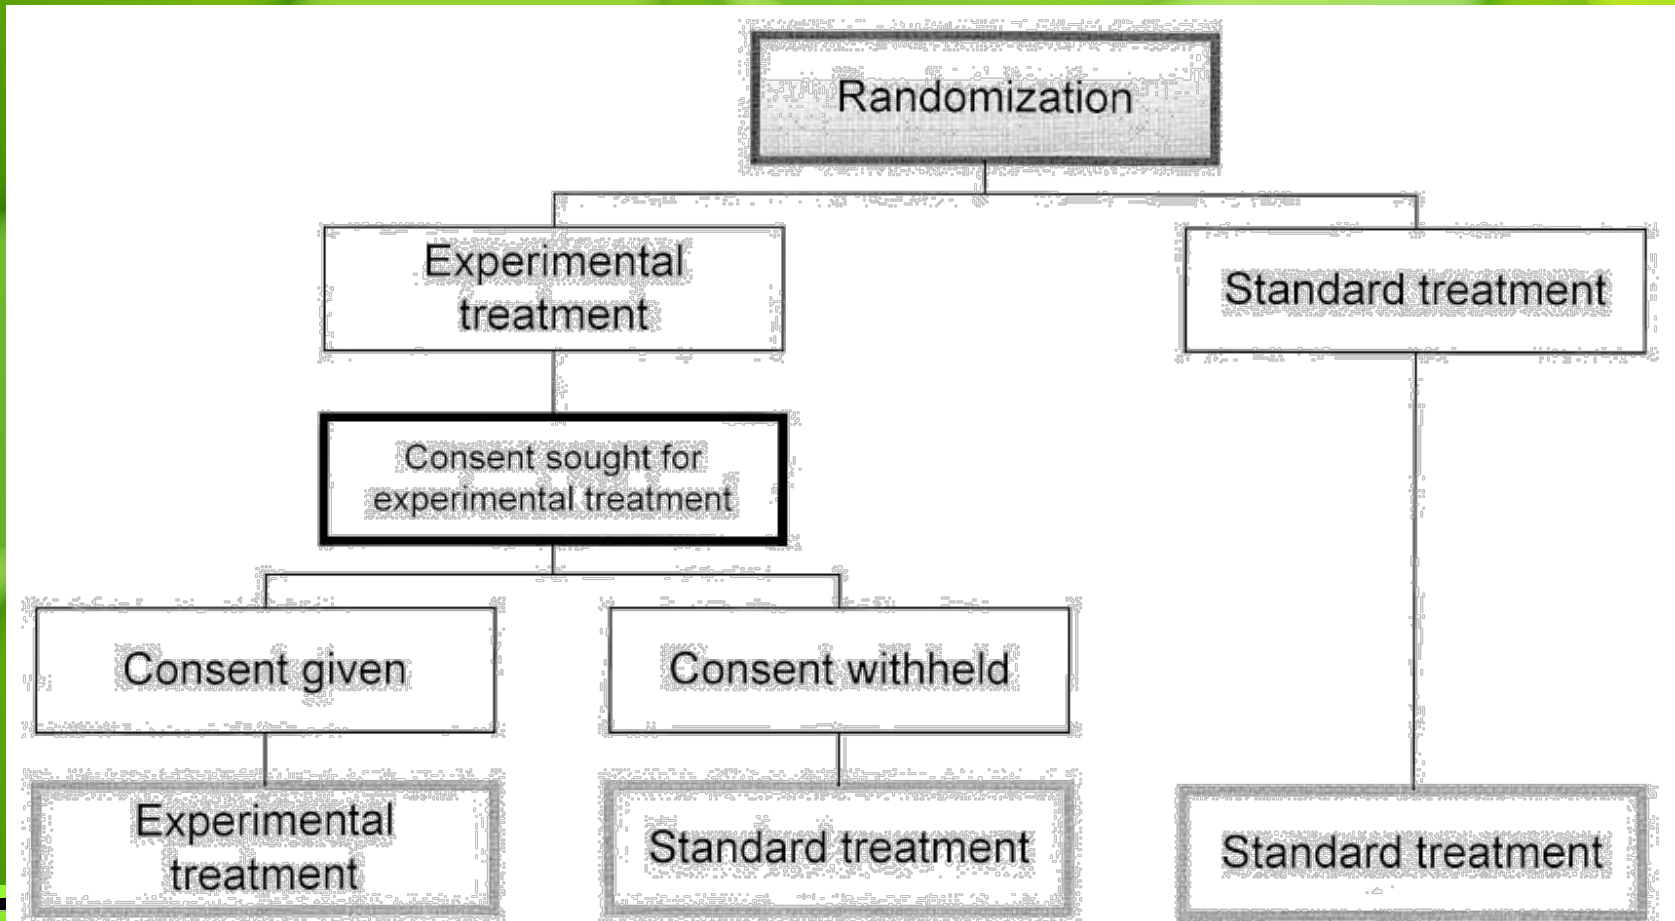 Randomization
Experimental
treatment
Standard treatment
Consent sought for
experimental treatment
Consent given
Consent withheld
Experimental
treatment
Standard treatment
Standard treatment